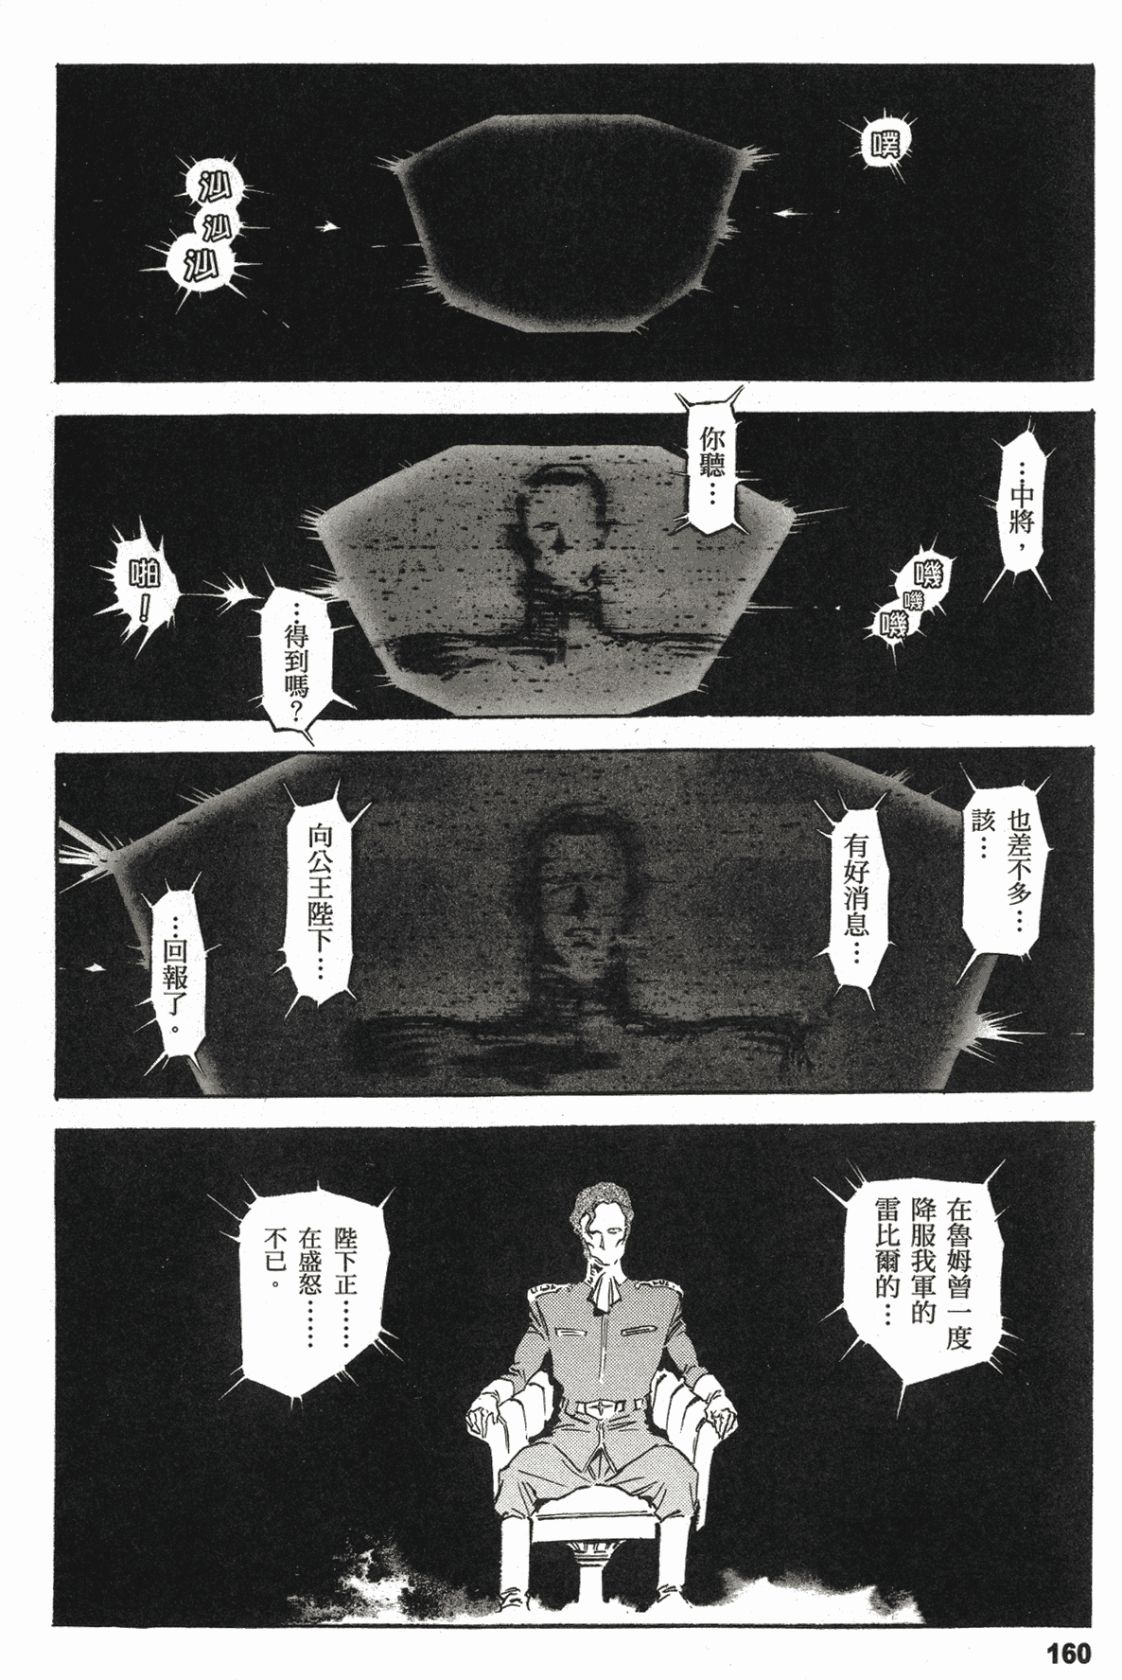 噗
沙
沙
沙
…中將，
你聽…
嘰
嘰
嘰
…得到嗎？
啪！
也差不多…
該…
有好消息…
向公王陛下…
…回報了。
在魯姆曾一度
降服我軍的
雷比爾的…
陛下正……
在盛怒……
不已。
160